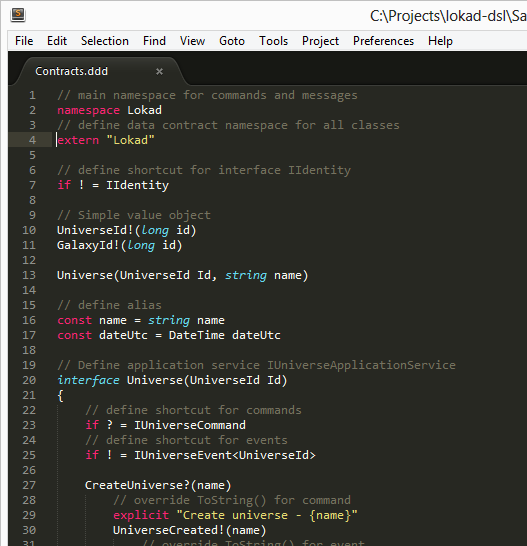 C:\Projects\lokad-dsl\Sa
File Edit Selection Find View Goto Tools Project Preferences Help
Contracts.ddd ×
1 // main namespace for commands and messages
2 namespace Lokad
3 // define data contract namespace for all classes
4 extern "Lokad"
5
6 // define shortcut for interface IIdentity
7 if ! = IIdentity
8
9 // Simple value object
10 UniverseId!(long id)
11 GalaxyId!(long id)
12
13 Universe(UniverseId Id, string name)
14
15 // define alias
16 const name = string name
17 const dateUtc = DateTime dateUtc
18
19 // Define application service IUniverseApplicationService
20 interface Universe(UniverseId Id)
21 {
22 // define shortcut for commands
23 if ? = IUniverseCommand
24 // define shortcut for events
25 if ! = IUniverseEvent<UniverseId>
26
27 CreateUniverse?(name)
28 // override ToString() for command
29 explicit "Create universe - {name}"
30 UniverseCreated!(name)
31 // override ToString() for event